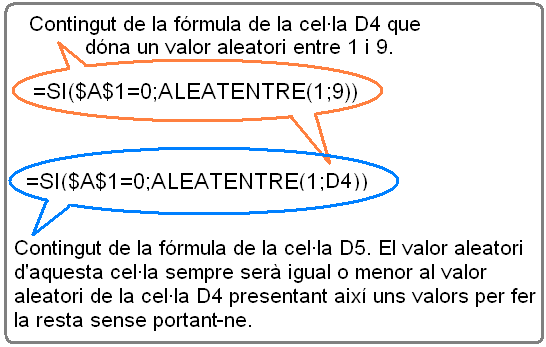 Contingut de la fórmula de la cel·la D4 que
dóna un valor aleatori entre 1 i 9.
=SI($A$1=0;ALEATENTRE(1;9))
=SI($A$1=0;ALEATENTRE(1;D4))
Contingut de la fórmula de la cel·la D5. El valor aleatori
d'aquesta cel·la sempre serà igual o menor al valor
aleatori de la cel·la D4 presentant així uns valors per fer
la resta sense portant-ne.